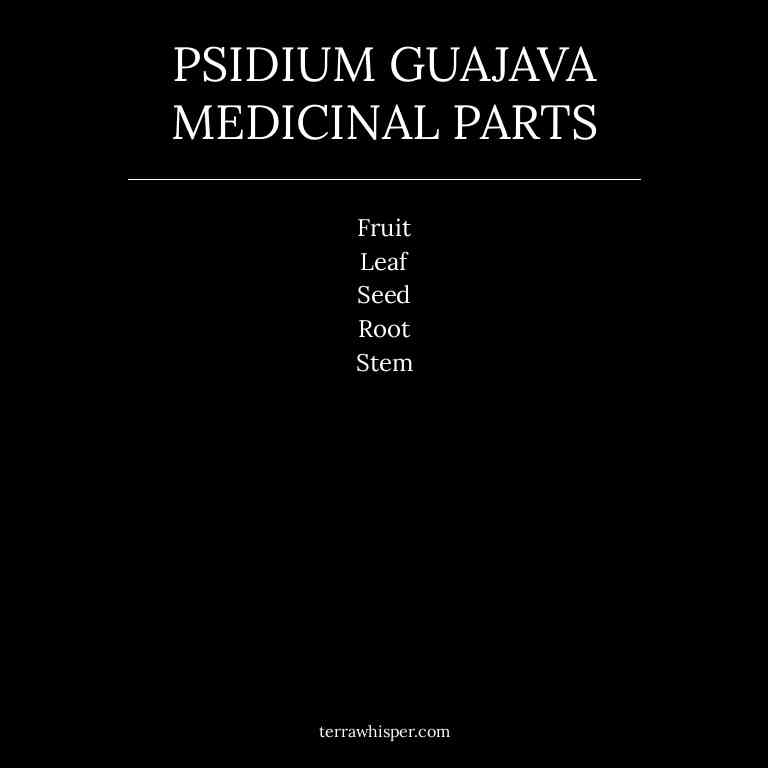 PSIDIUM GUAJAVA
MEDICINAL PARTS
Fruit
Leaf
Seed
Root
Stem
terrawhisper.com